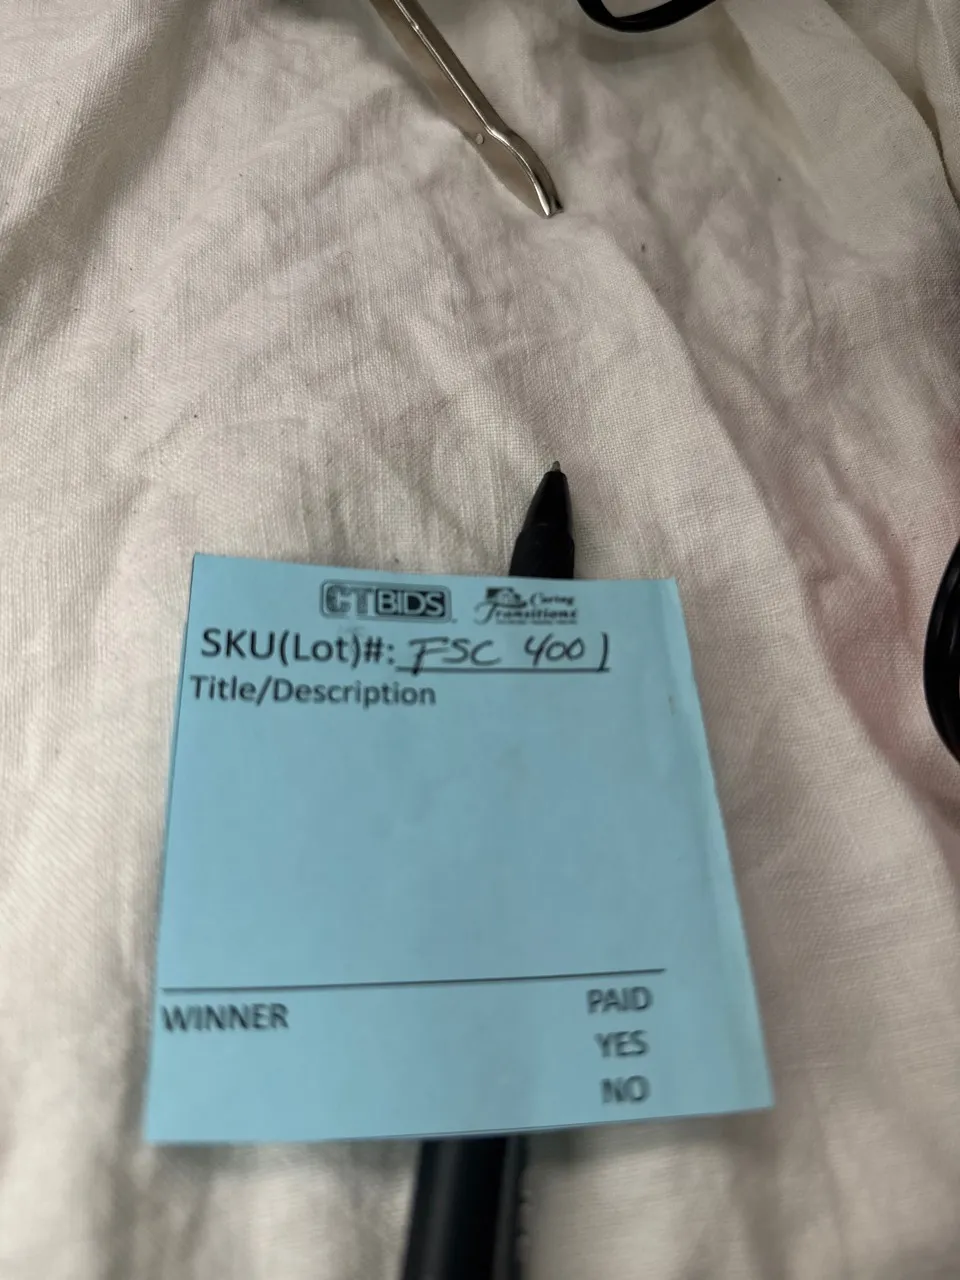 CTBIDS Caring Transitions
SKU(Lot)#: FSC 4001
Title/Description
WINNER PAID
YES
NO